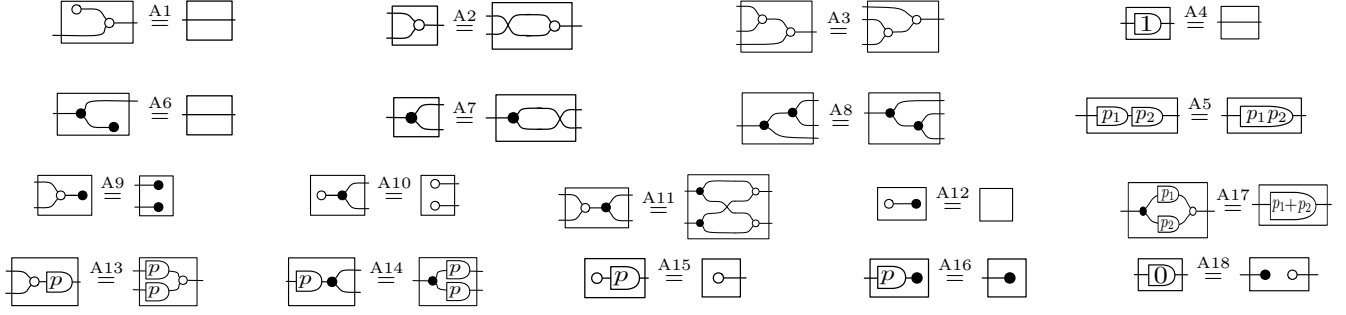 A1 = A2 = A3 = 1 A4 =
A6 = A7 = A8 = p₁ p₂ A5 = p₁p₂
A9 = A10 = A11 = A12 = p₁ p₂ A17 = p₁+p₂
p A13 = p p p A14 = p p p A15 = p A16 = 0 A18 =